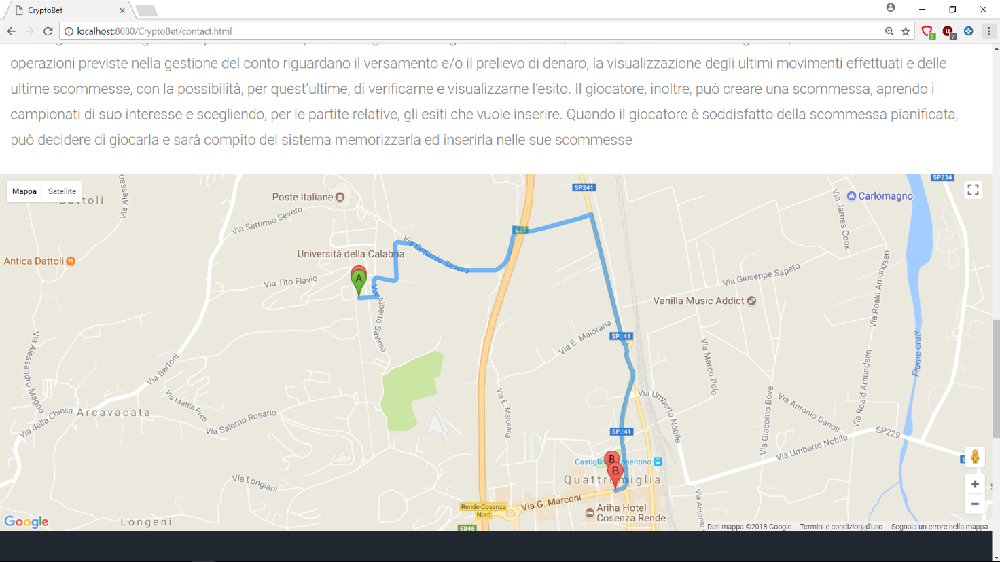 CryptoBet
localhost:8080/CryptoBet/contact.html
8
7
operazioni previste nella gestione del conto riguardano il versamento e/o il prelievo di denaro, la visualizzazione degli ultimi movimenti effettuati e delle
ultime scommesse, con la possibilità, per quest'ultime, di verificarne e visualizzarne l'esito. Il giocatore, inoltre, può creare una scommessa, aprendo i
campionati di suo interesse e scegliendo, per le partite relative, gli esiti che vuole inserire. Quando il giocatore è soddisfatto della scommessa pianificata,
può decidere di giocarla e sarà compito del sistema memorizzarla ed inserirla nelle sue scommesse
Mappa
Satellite
Dattoli
Via Alessan
Poste Italiane
SP241
SP234
Carlomagno
Via James Cook
Via Settimio Severo
E45
Via Settimio Severo
Università della Calabria
Antica Dattoli
A
Via Tito Flavio
Via Giuseppe Sapeto
Via Roald Amundsen
Vanilla Music Addict
Via Alberto Savinio
Via E. Maiorana
SP241
Via Alessandro Magno
Via Bertoni
Via Marco Polo
Fiume crati
Via Roald Amundsen
Via Mattia Preti
Via E. Maiorana
Via Umberto Nobile
Via Giacomo Bove
Via Antonio Danoli
Arcavacata
Via della Chiesa
Via Salerno Rosario
SP241
SP229
Via Umberto Nobile
B
B
Castiglio
osentino
Quattromiglia
Via Longiani
Via G. Marconi
Rende-Cosenza
Nord
Ariha Hotel
Cosenza Rende
Via Antonio
Longeni
E846
Google
Dati mappa ©2018 Google
Termini e condizioni d'uso
Segnala un errore nella mappa